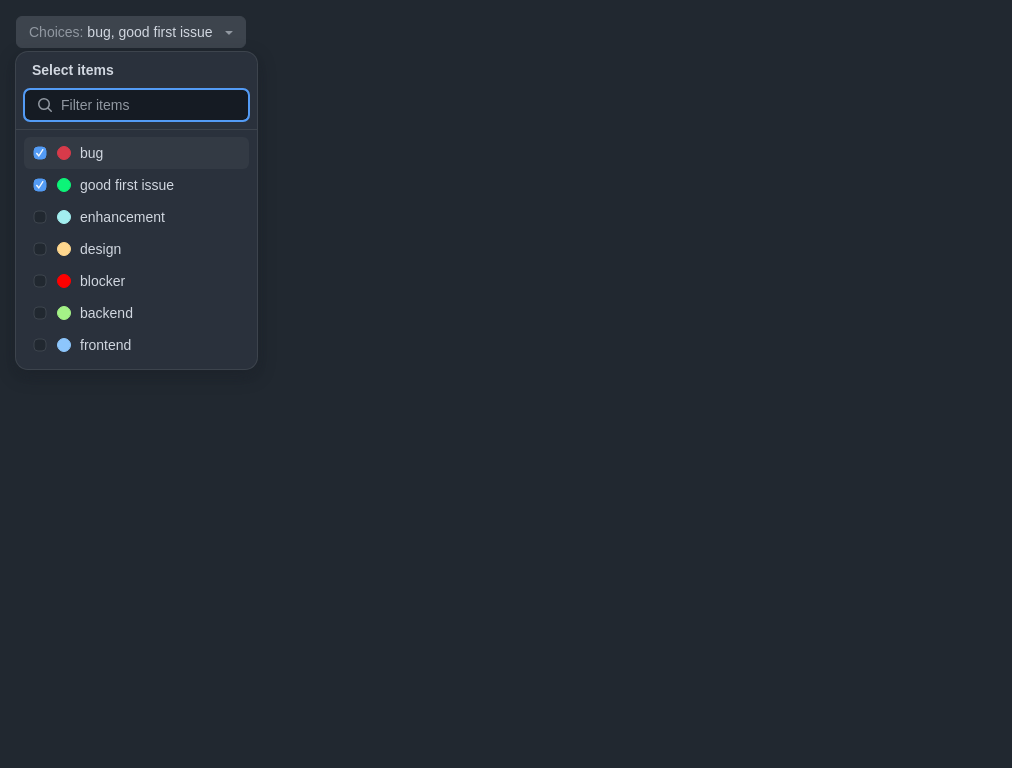 Choices: bug, good first issue
Select items
Filter items
bug
good first issue
enhancement
design
blocker
backend
frontend